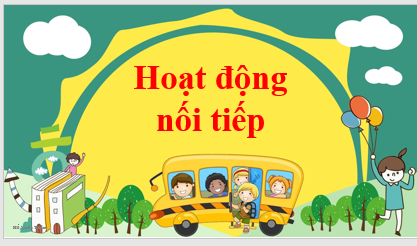 Hoạt động
nối tiếp